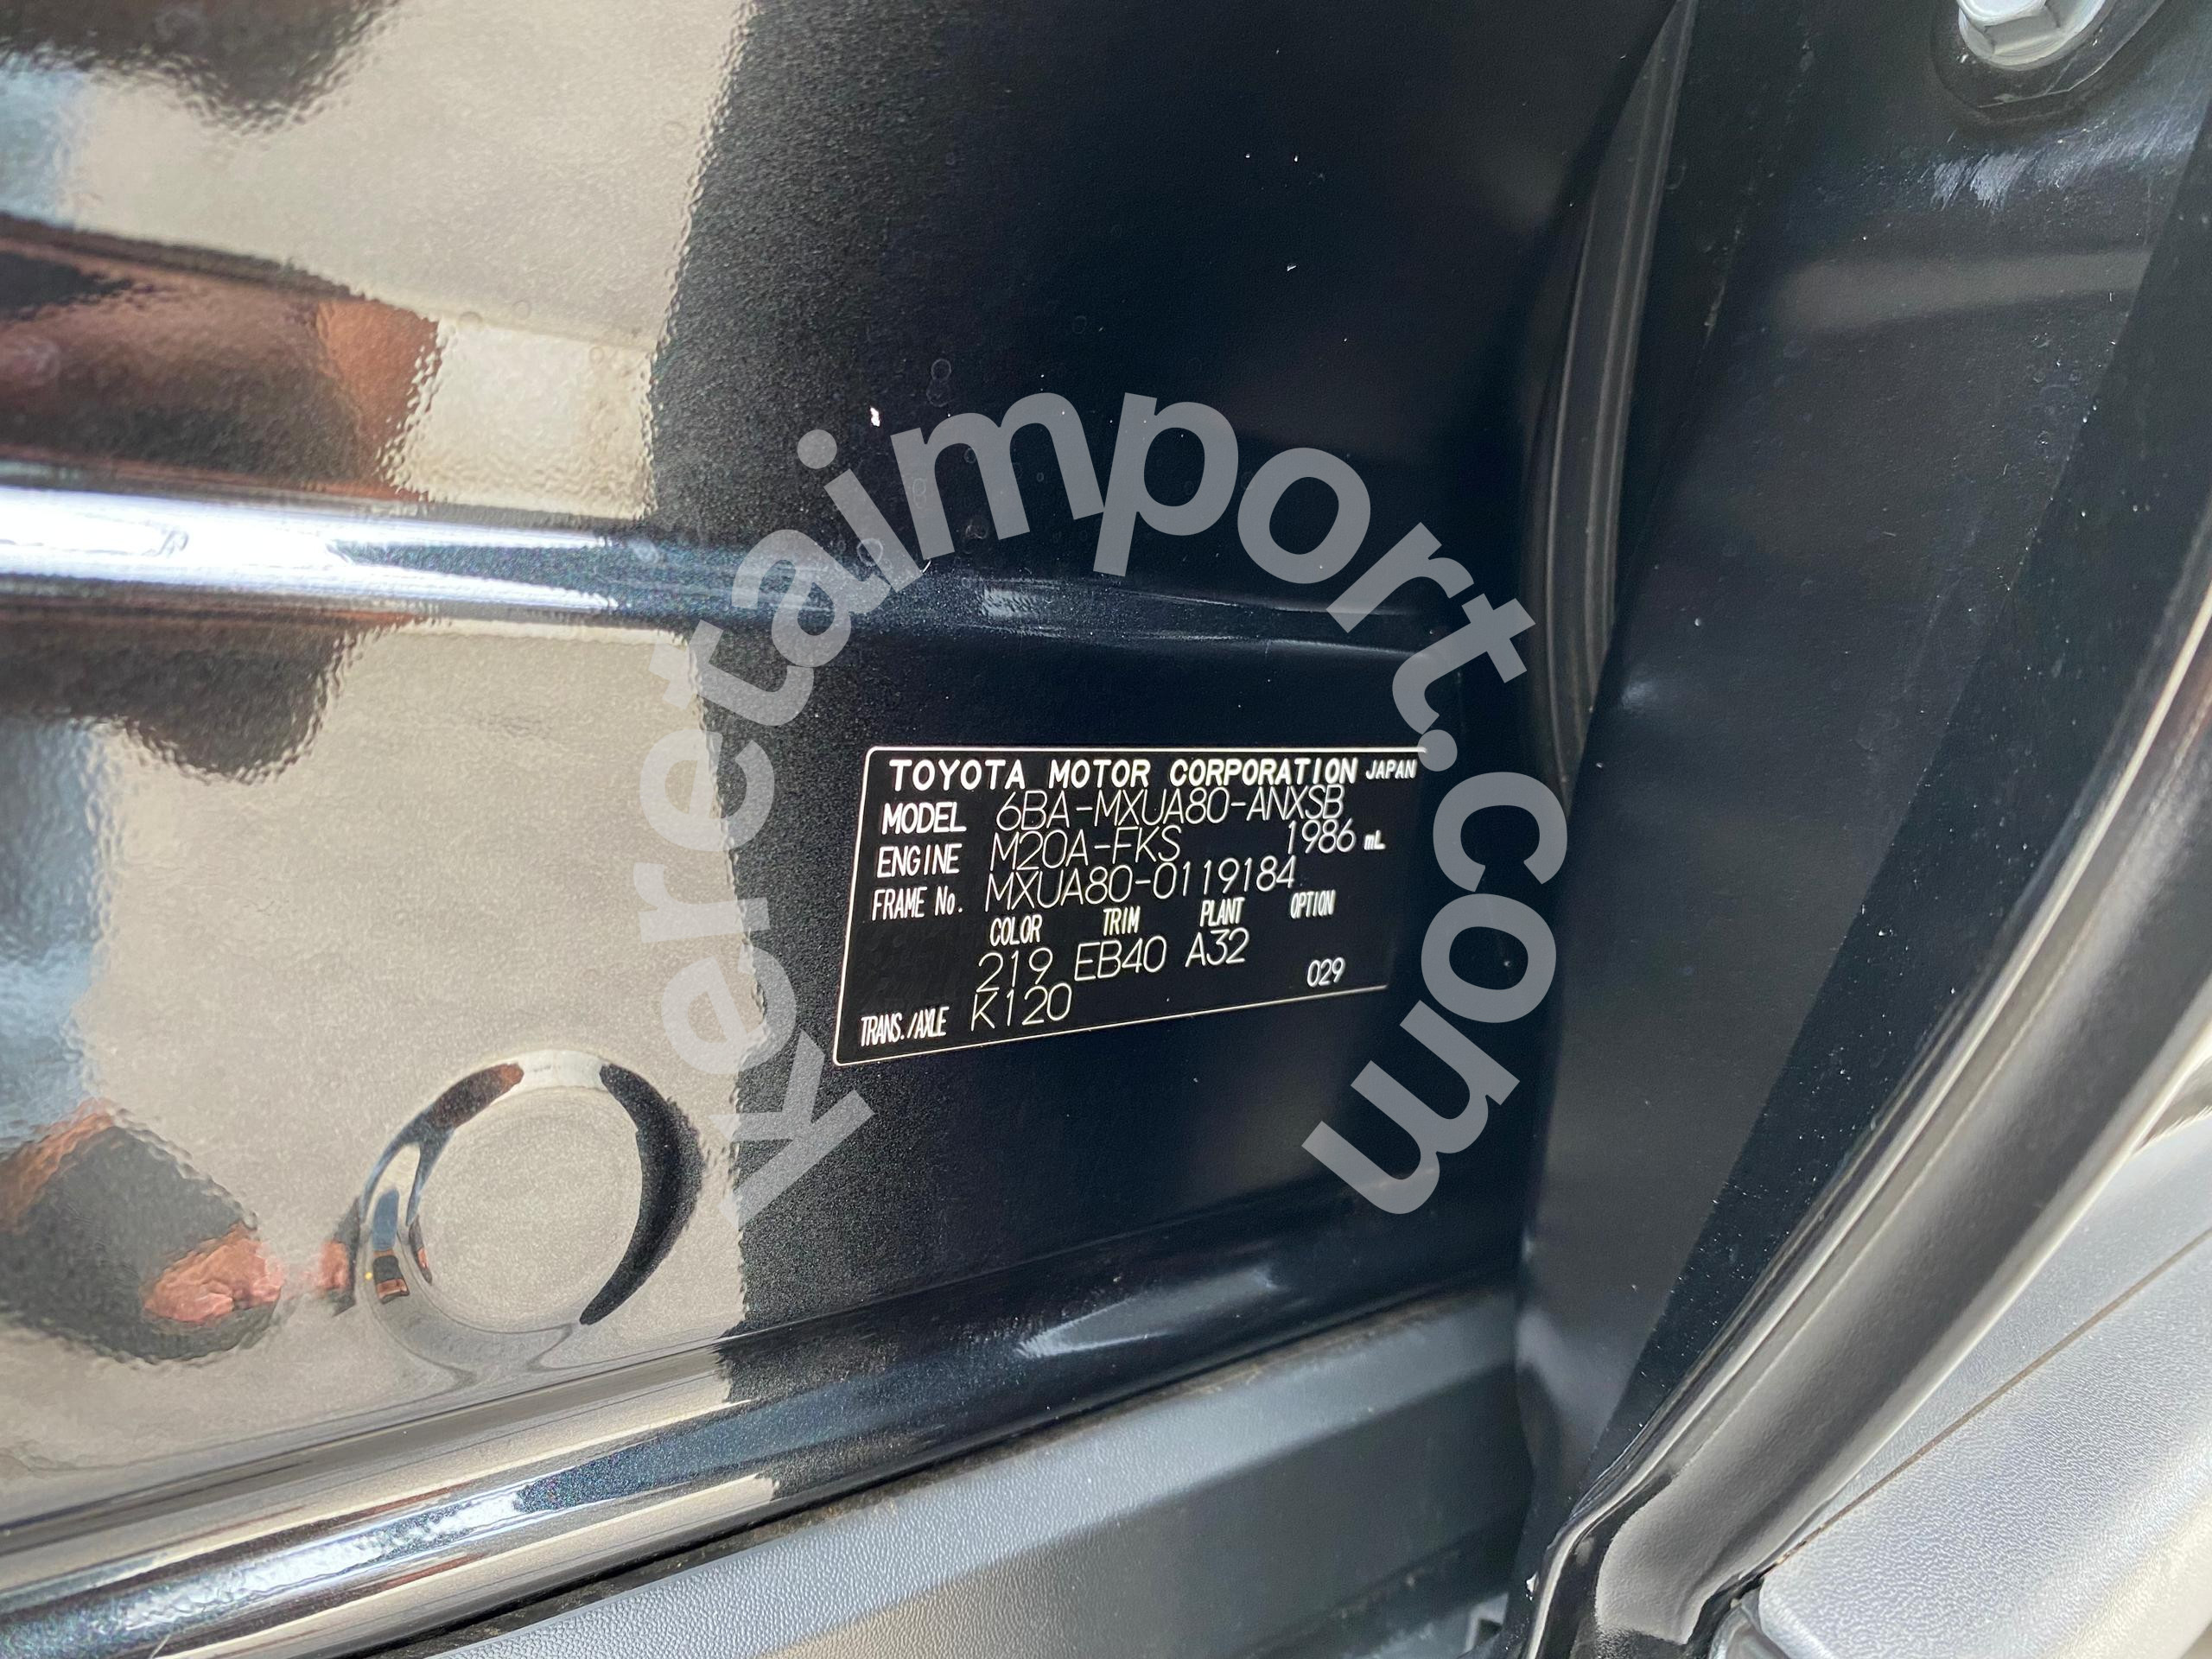 TOYOTA MOTOR CORPORATION JAPAN
MODEL 6BA-MXUA80-ANXSB
ENGINE M20A-FKS 1986 mL
FRAME No. MXUA80-0119184
COLOR TRIM PLANT OPTION
219 EB40 A32
TRANS./AXLE K120 029
keretaimport.com